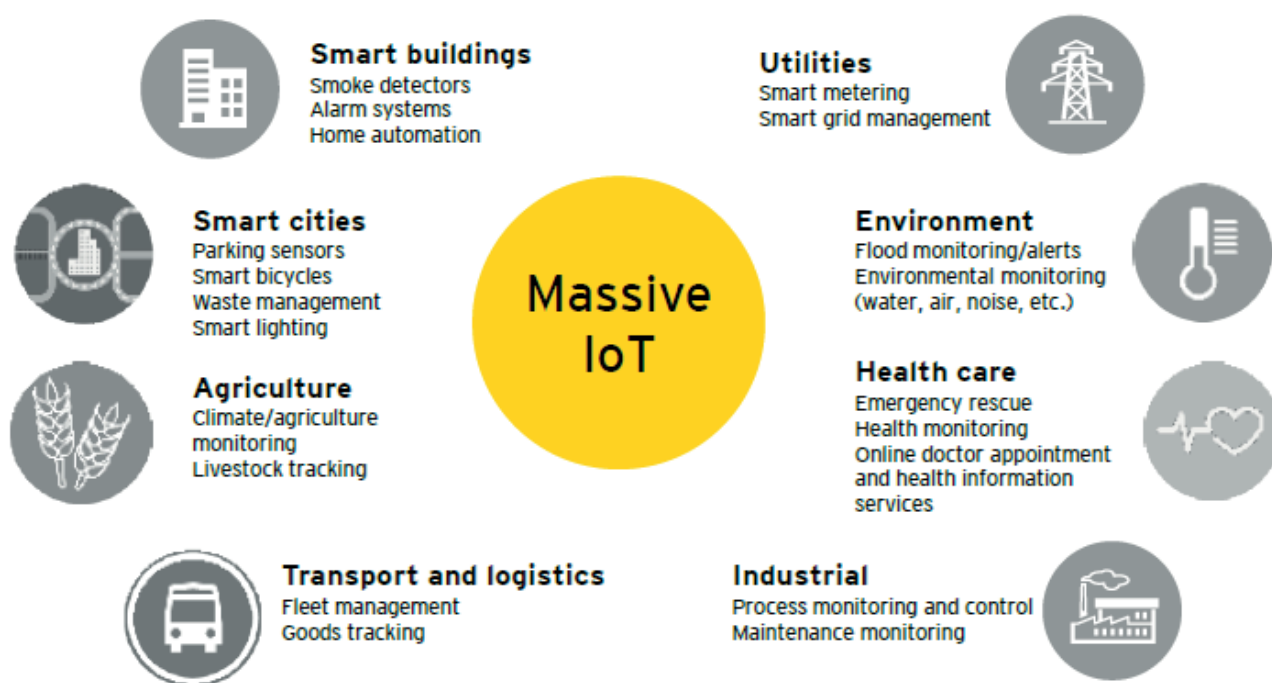 Smart buildings
Smoke detectors
Alarm systems
Home automation
Utilities
Smart metering
Smart grid management
Smart cities
Parking sensors
Smart bicycles
Waste management
Smart lighting
Environment
Flood monitoring/alerts
Environmental monitoring
(water, air, noise, etc.)
Massive
IoT
Agriculture
Climate/agriculture
monitoring
Livestock tracking
Health care
Emergency rescue
Health monitoring
Online doctor appointment
and health information
services
Transport and logistics
Fleet management
Goods tracking
Industrial
Process monitoring and control
Maintenance monitoring